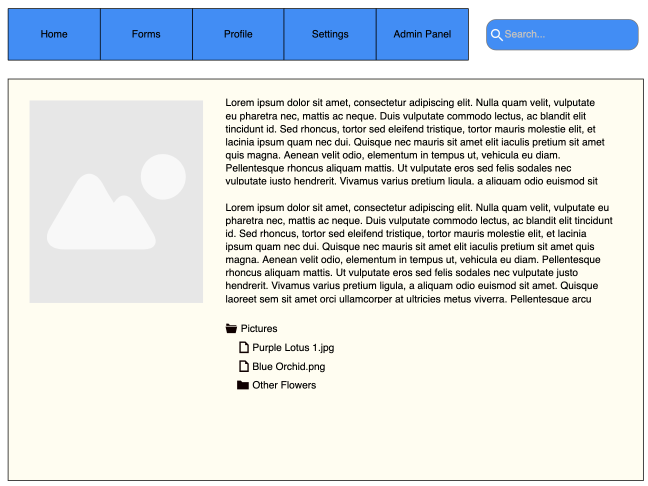 Home
Forms
Profile
Settings
Admin Panel
Search...
Lorem ipsum dolor sit amet, consectetur adipiscing elit. Nulla quam velit, vulputate
eu pharetra nec, mattis ac neque. Duis vulputate commodo lectus, ac blandit elit
tincidunt id. Sed rhoncus, tortor sed eleifend tristique, tortor mauris molestie elit, et
lacinia ipsum quam nec dui. Quisque nec mauris sit amet elit iaculis pretium sit amet
quis magna. Aenean velit odio, elementum in tempus ut, vehicula eu diam.
Pellentesque rhoncus aliquam mattis. Ut vulputate eros sed felis sodales nec
vulputate justo hendrerit. Vivamus varius pretium ligula, a aliquam odio euismod sit
Lorem ipsum dolor sit amet, consectetur adipiscing elit. Nulla quam velit, vulputate eu
pharetra nec, mattis ac neque. Duis vulputate commodo lectus, ac blandit elit tincidunt
id. Sed rhoncus, tortor sed eleifend tristique, tortor mauris molestie elit, et lacinia
ipsum quam nec dui. Quisque nec mauris sit amet elit iaculis pretium sit amet quis
magna. Aenean velit odio, elementum in tempus ut, vehicula eu diam. Pellentesque
rhoncus aliquam mattis. Ut vulputate eros sed felis sodales nec vulputate justo
hendrerit. Vivamus varius pretium ligula, a aliquam odio euismod sit amet. Quisque
laoreet sem sit amet orci ullamcorper at ultricies metus viverra. Pellentesque arcu
Pictures
Purple Lotus 1.jpg
Blue Orchid.png
Other Flowers